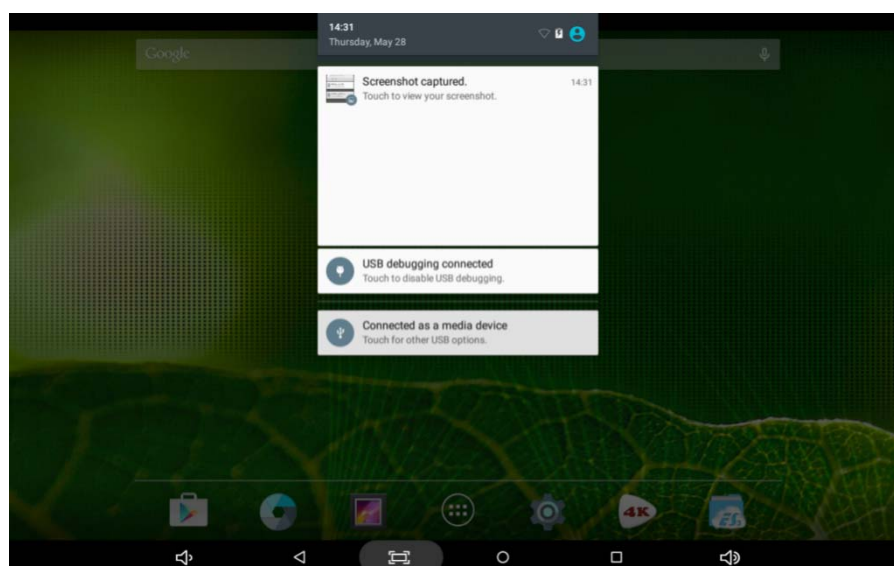 14:31
Thursday, May 28
Google
Screenshot captured.
14:31
Touch to view your screenshot.
USB debugging connected
Touch to disable USB debugging.
Connected as a media device
Touch for other USB options.
4K
ES